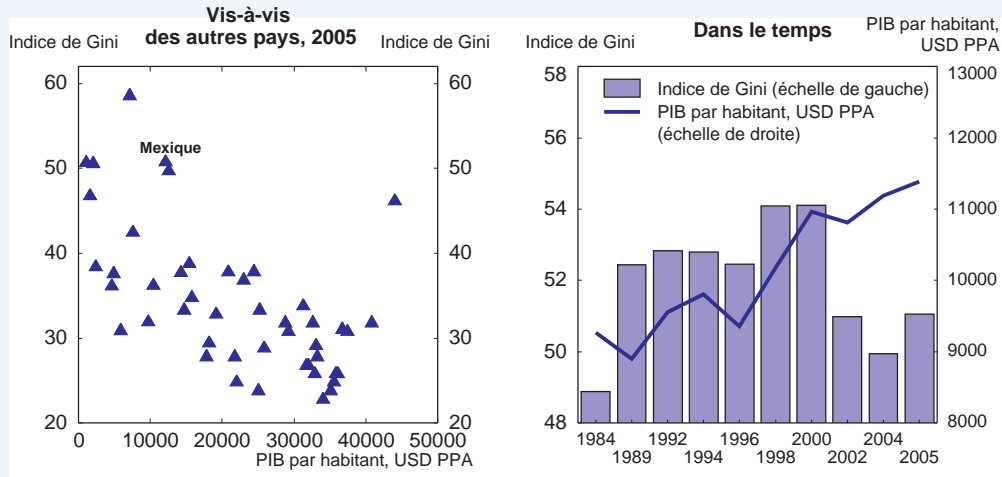 Vis-à-vis
des autres pays, 2005
Indice de Gini
Indice de Gini
60
50
40
30
20
60
50
40
30
20
Mexique
0
10000
20000
30000
40000
50000
PIB par habitant, USD PPA
Dans le temps
Indice de Gini
PIB par habitant,
USD PPA
58
56
54
52
50
48
13000
12000
11000
10000
9000
8000
Indice de Gini (échelle de gauche)
PIB par habitant, USD PPA
(échelle de droite)
1984
1992
1996
2000
2004
1989
1994
1998
2002
2005